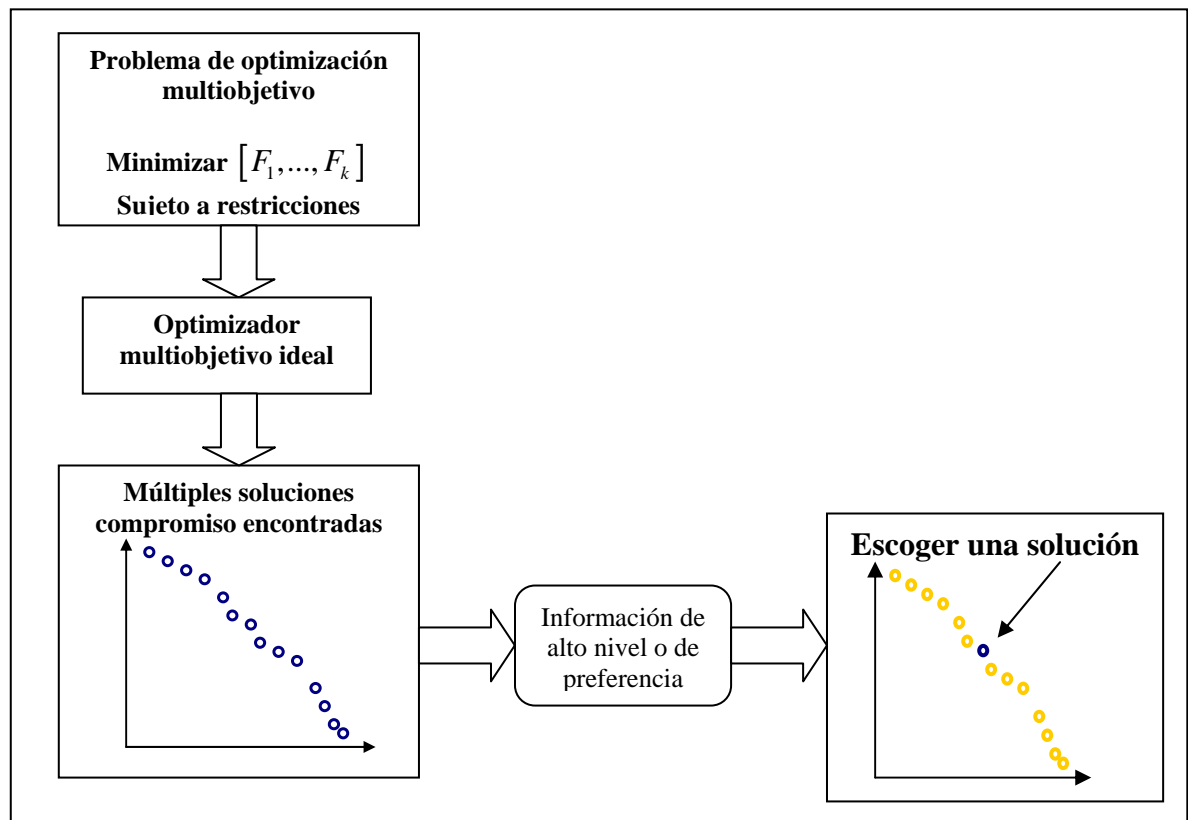 Problema de optimización
multiobjetivo
Minimizar [F₁,..., Fₖ]
Sujeto a restricciones
Optimizador
multiobjetivo ideal
Múltiples soluciones
compromiso encontradas
Información de
alto nivel o de
preferencia
Escoger una solución